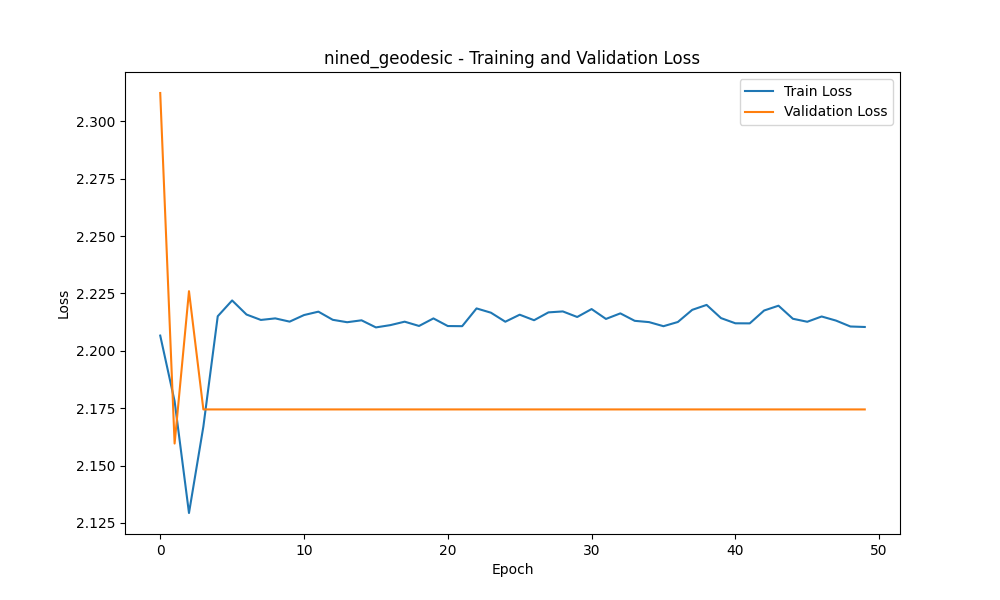 nined_geodesic - Training and Validation Loss
Train Loss
Validation Loss
2.300
2.275
2.250
2.225
2.200
2.175
2.150
2.125
Loss
0 10 20 30 40 50
Epoch